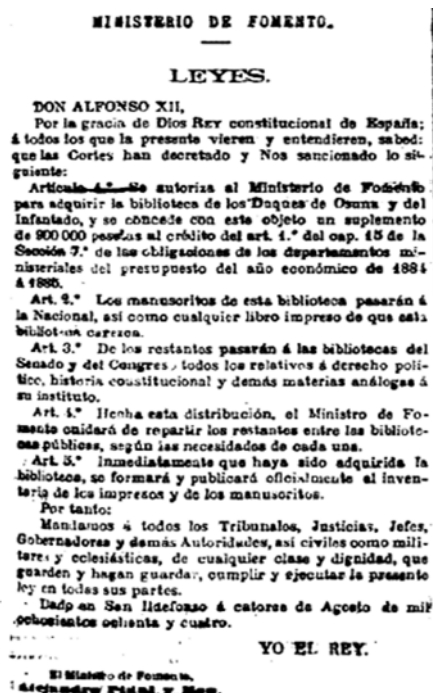 MINISTERIO DE FOMENTO.
LEYES.
DON ALFONSO XII,
Por la gracia de Dios REY constitucional de España;
á todos los que la presente vieren y entendieren, sabed:
que las Cortes han decretado y Nos sancionado lo si-
guiente:
Artículo 1.° Se autoriza al Ministerio de Fomento
para adquirir la biblioteca de los Duques de Osuna y del
Infantado, y se concede con este objeto un suplemento
de 900 000 pesetas al crédito del art. 1.° del cap. 15 de la
Sección 7.ª de las obligaciones de los departamentos mi-
nisteriales del presupuesto del año económico de 1884
á 1885.
Art. 2.° Los manuscritos de esta biblioteca pasarán á
la Nacional, así como cualquier libro impreso de que esta
biblioteca carezca.
Art. 3.° De los restantes pasarán á las bibliotecas del
Senado y del Congreso, todos los relativos á derecho polí-
tico, historia constitucional y demás materias análogas á
su instituto.
Art. 4.° Hecha esta distribución, el Ministro de Fo-
mento cuidará de repartir los restantes entre las bibliote-
cas públicas, según las necesidades de cada una.
Art. 5.° Inmediatamente que haya sido adquirida la
biblioteca, se formará y publicará oficialmente el inven-
tario de los impresos y de los manuscritos.
Por tanto:
Mandamos á todos los Tribunales, Justicias, Jefes,
Gobernadores y demás Autoridades, así civiles como mili-
tares y eclesiásticas, de cualquier clase y dignidad, que
guarden y hagan guardar, cumplir y ejecutar la presente
ley en todas sus partes.
Dado en San Ildefonso á catorce de Agosto de mil
ochocientos ochenta y cuatro.
YO EL REY.
El Ministro de Fomento,
Alejandro Pidal y Mon.